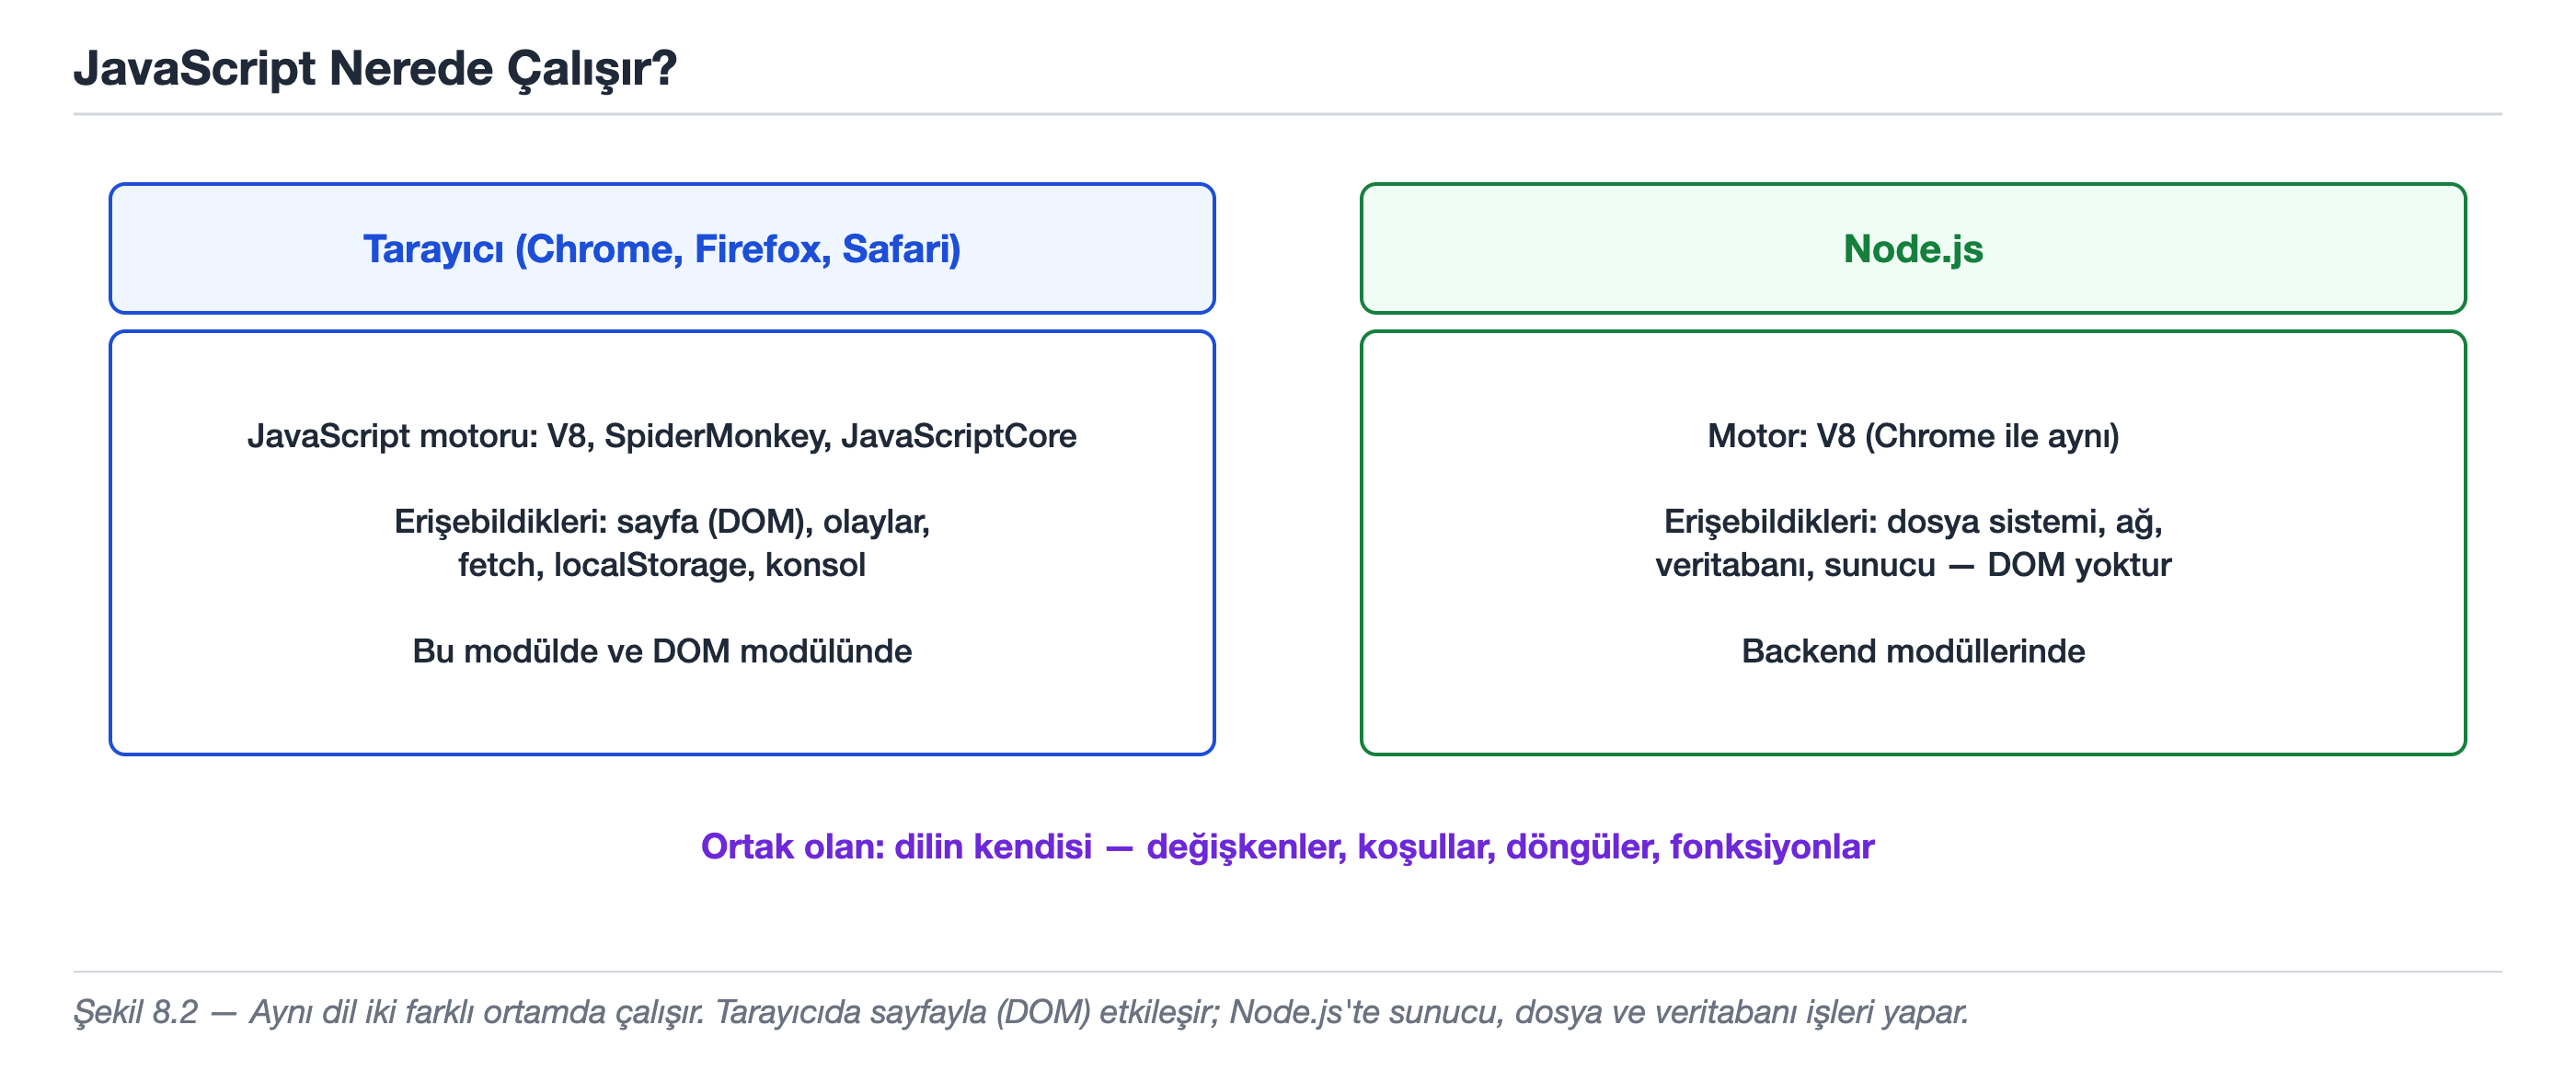 JavaScript Nerede Çalışır?
Tarayıcı (Chrome, Firefox, Safari)
JavaScript motoru: V8, SpiderMonkey, JavaScriptCore
Erişebildikleri: sayfa (DOM), olaylar,
fetch, localStorage, konsol
Bu modülde ve DOM modülünde
Node.js
Motor: V8 (Chrome ile aynı)
Erişebildikleri: dosya sistemi, ağ,
veritabanı, sunucu — DOM yoktur
Backend modüllerinde
Ortak olan: dilin kendisi — değişkenler, koşullar, döngüler, fonksiyonlar
Şekil 8.2 — Aynı dil iki farklı ortamda çalışır. Tarayıcıda sayfayla (DOM) etkileşir; Node.js'te sunucu, dosya ve veritabanı işleri yapar.